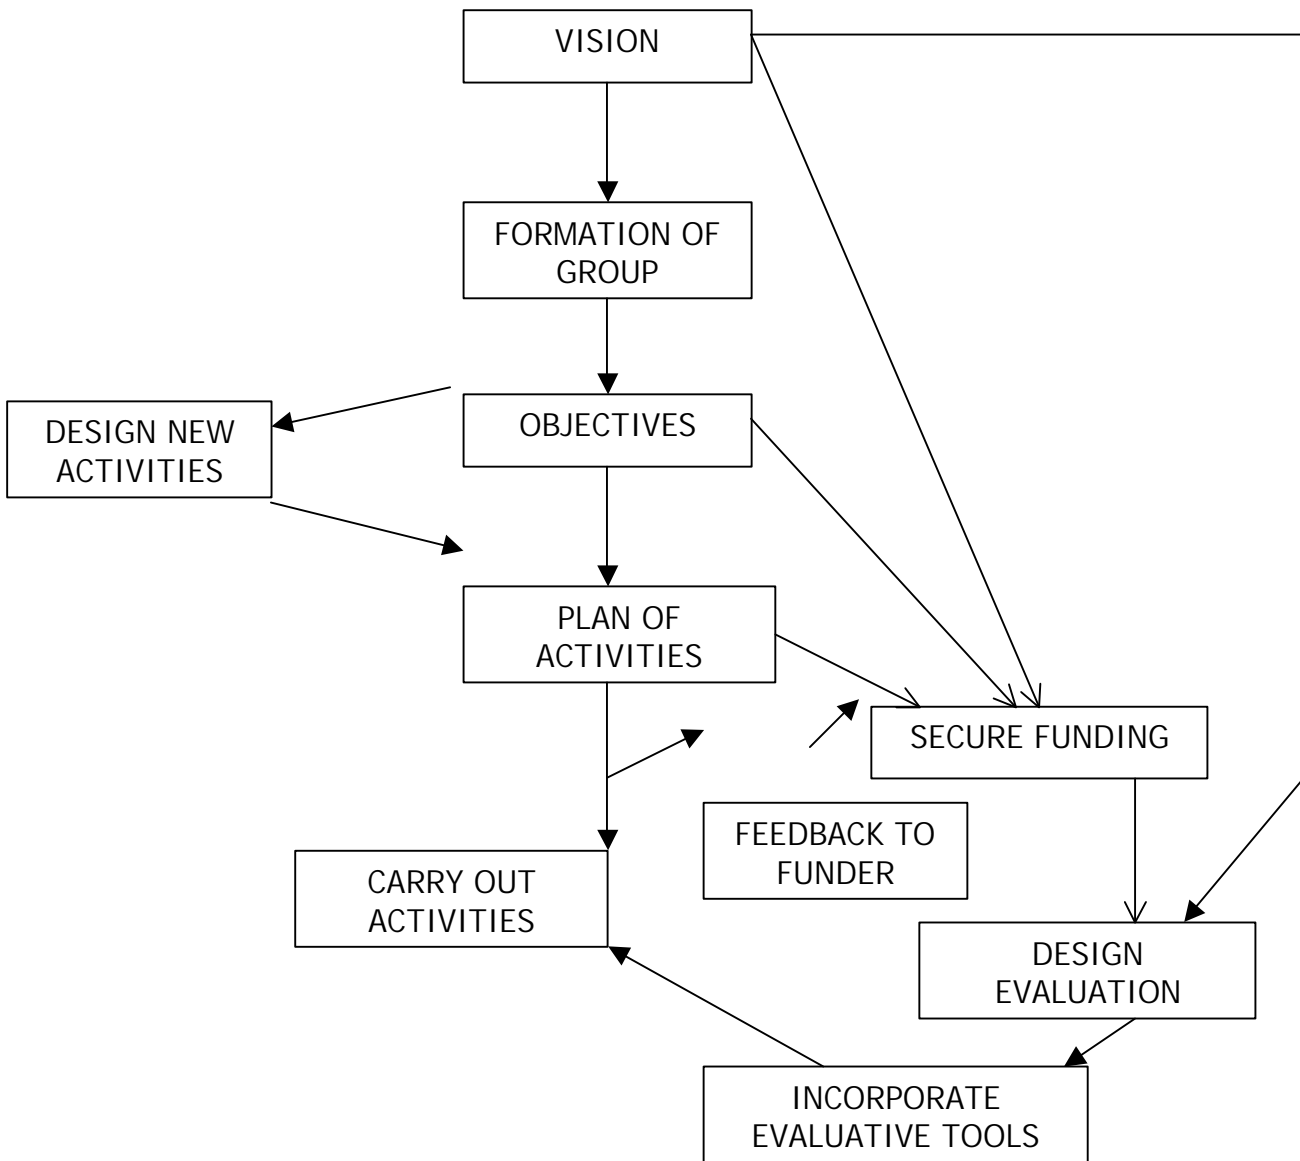 VISION
FORMATION OF
GROUP
OBJECTIVES
DESIGN NEW
ACTIVITIES
PLAN OF
ACTIVITIES
SECURE FUNDING
FEEDBACK TO
FUNDER
CARRY OUT
ACTIVITIES
DESIGN
EVALUATION
INCORPORATE
EVALUATIVE TOOLS